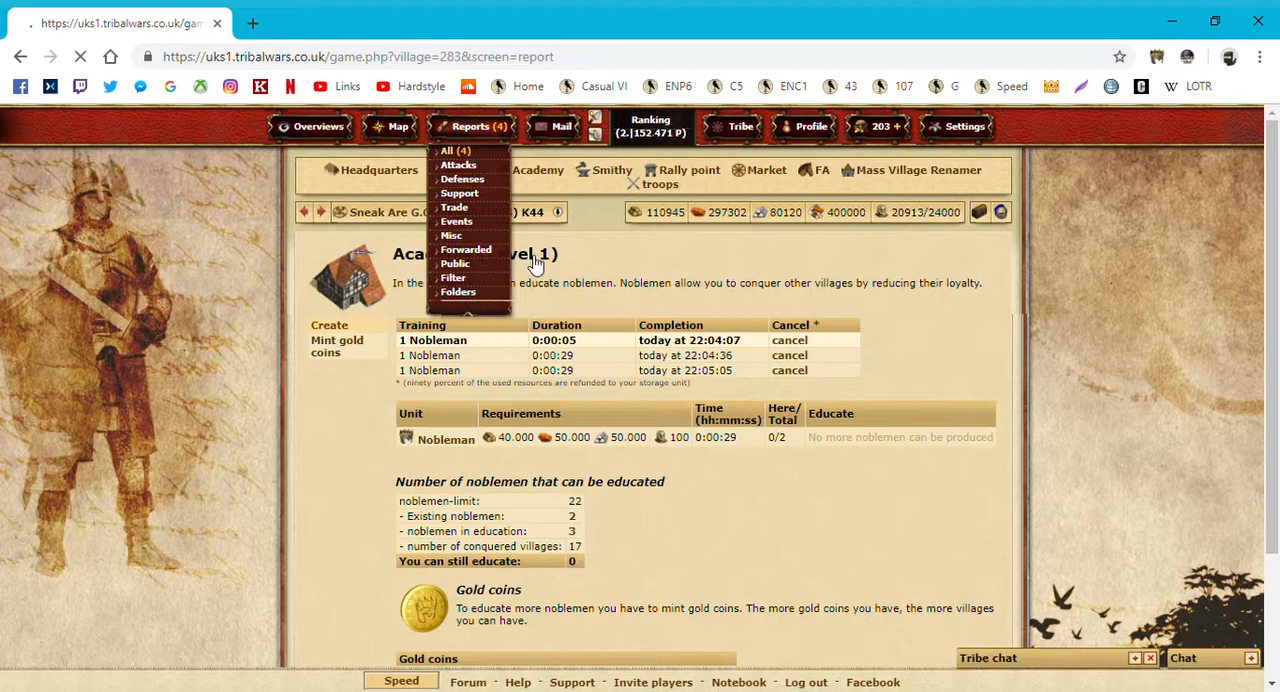 https://uks1.tribalwars.co.uk/gam
https://uks1.tribalwars.co.uk/game.php?village=283&screen=report
Links Hardstyle Home Casual VI ENP6 C5 ENC1 43 107 G Speed LOTR
Overviews Map Reports (4) Mail Ranking (2.|152.471 P) Tribe Profile 203 + Settings
All (4)
Attacks
Defenses
Support
Trade
Events
Misc
Forwarded
Public
Filter
Folders
Headquarters Academy Smithy Rally point Market FA Mass Village Renamer
troops
Sneak Are G. ) K44 110945 297302 80120 400000 20913/24000
Aca vel 1)
In the educate noblemen. Noblemen allow you to conquer other villages by reducing their loyalty.
Create
Mint gold
coins
Training Duration Completion Cancel *
1 Nobleman 0:00:05 today at 22:04:07 cancel
1 Nobleman 0:00:29 today at 22:04:36 cancel
1 Nobleman 0:00:29 today at 22:05:05 cancel
* (ninety percent of the used resources are refunded to your storage unit)
Unit Requirements Time (hh:mm:ss) Here/ Total Educate
Nobleman 40.000 50.000 50.000 100 0:00:29 0/2 No more noblemen can be produced
Number of noblemen that can be educated
noblemen-limit: 22
- Existing noblemen: 2
- noblemen in education: 3
- number of conquered villages: 17
You can still educate: 0
Gold coins
To educate more noblemen you have to mint gold coins. The more gold coins you have, the more villages
you can have.
Gold coins
Tribe chat Chat
Speed Forum - Help - Support - Invite players - Notebook - Log out - Facebook